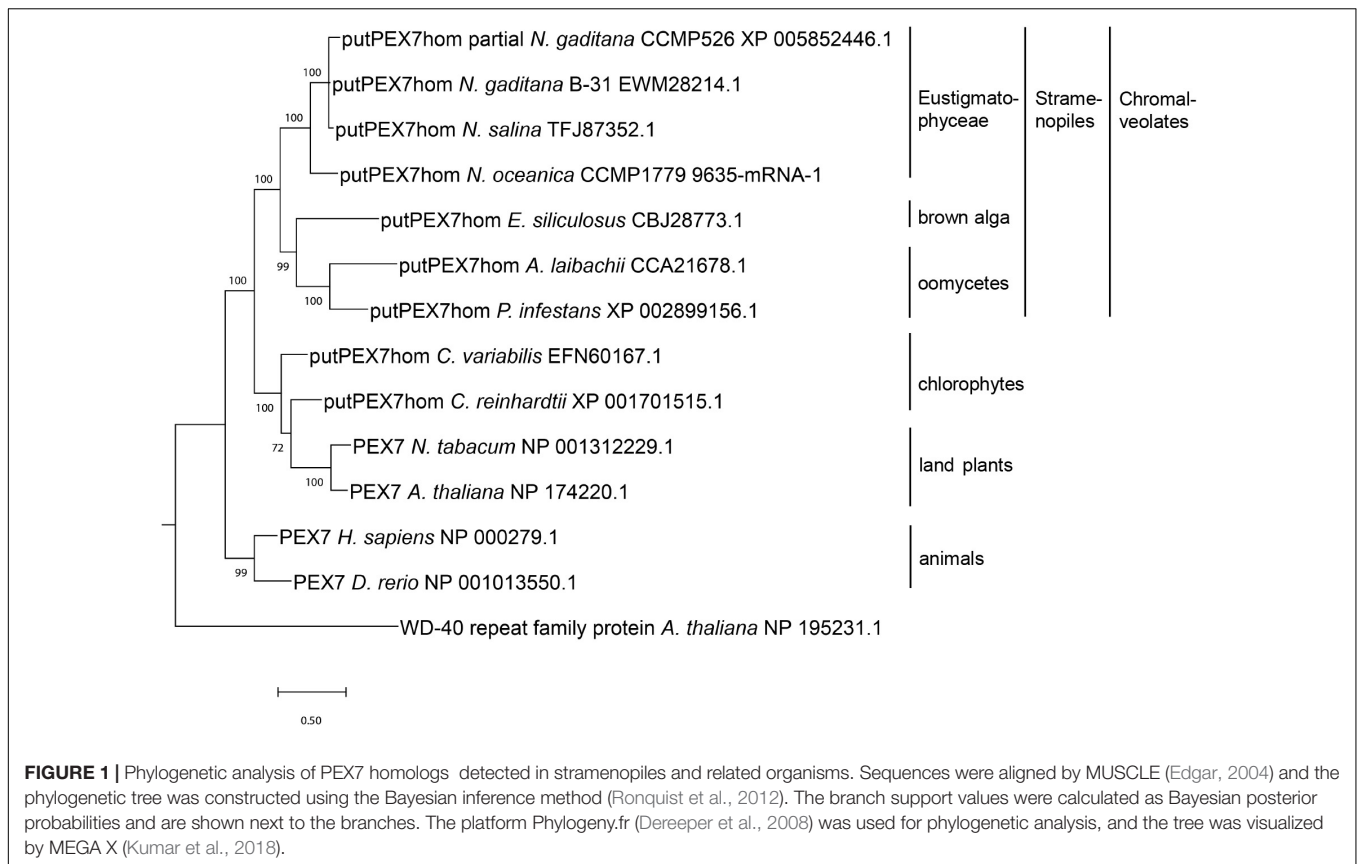 putPEX7hom partial N. gaditana CCMP526 XP 005852446.1
100
putPEX7hom N. gaditana B-31 EWM28214.1
Eustigmato-
phyceae
Strame-
nopiles
Chromal-
veolates
100
putPEX7hom N. salina TFJ87352.1
putPEX7hom N. oceanica CCMP1779 9635-mRNA-1
100
putPEX7hom E. siliculosus CBJ28773.1
brown alga
99
putPEX7hom A. laibachii CCA21678.1
oomycetes
100
100
putPEX7hom P. infestans XP 002899156.1
putPEX7hom C. variabilis EFN60167.1
chlorophytes
100
putPEX7hom C. reinhardtii XP 001701515.1
72
PEX7 N. tabacum NP 001312229.1
land plants
100
PEX7 A. thaliana NP 174220.1
PEX7 H. sapiens NP 000279.1
animals
99
PEX7 D. rerio NP 001013550.1
WD-40 repeat family protein A. thaliana NP 195231.1
0.50
FIGURE 1 | Phylogenetic analysis of PEX7 homologs detected in stramenopiles and related organisms. Sequences were aligned by MUSCLE (Edgar, 2004) and the
phylogenetic tree was constructed using the Bayesian inference method (Ronquist et al., 2012). The branch support values were calculated as Bayesian posterior
probabilities and are shown next to the branches. The platform Phylogeny.fr (Dereeper et al., 2008) was used for phylogenetic analysis, and the tree was visualized
by MEGA X (Kumar et al., 2018).